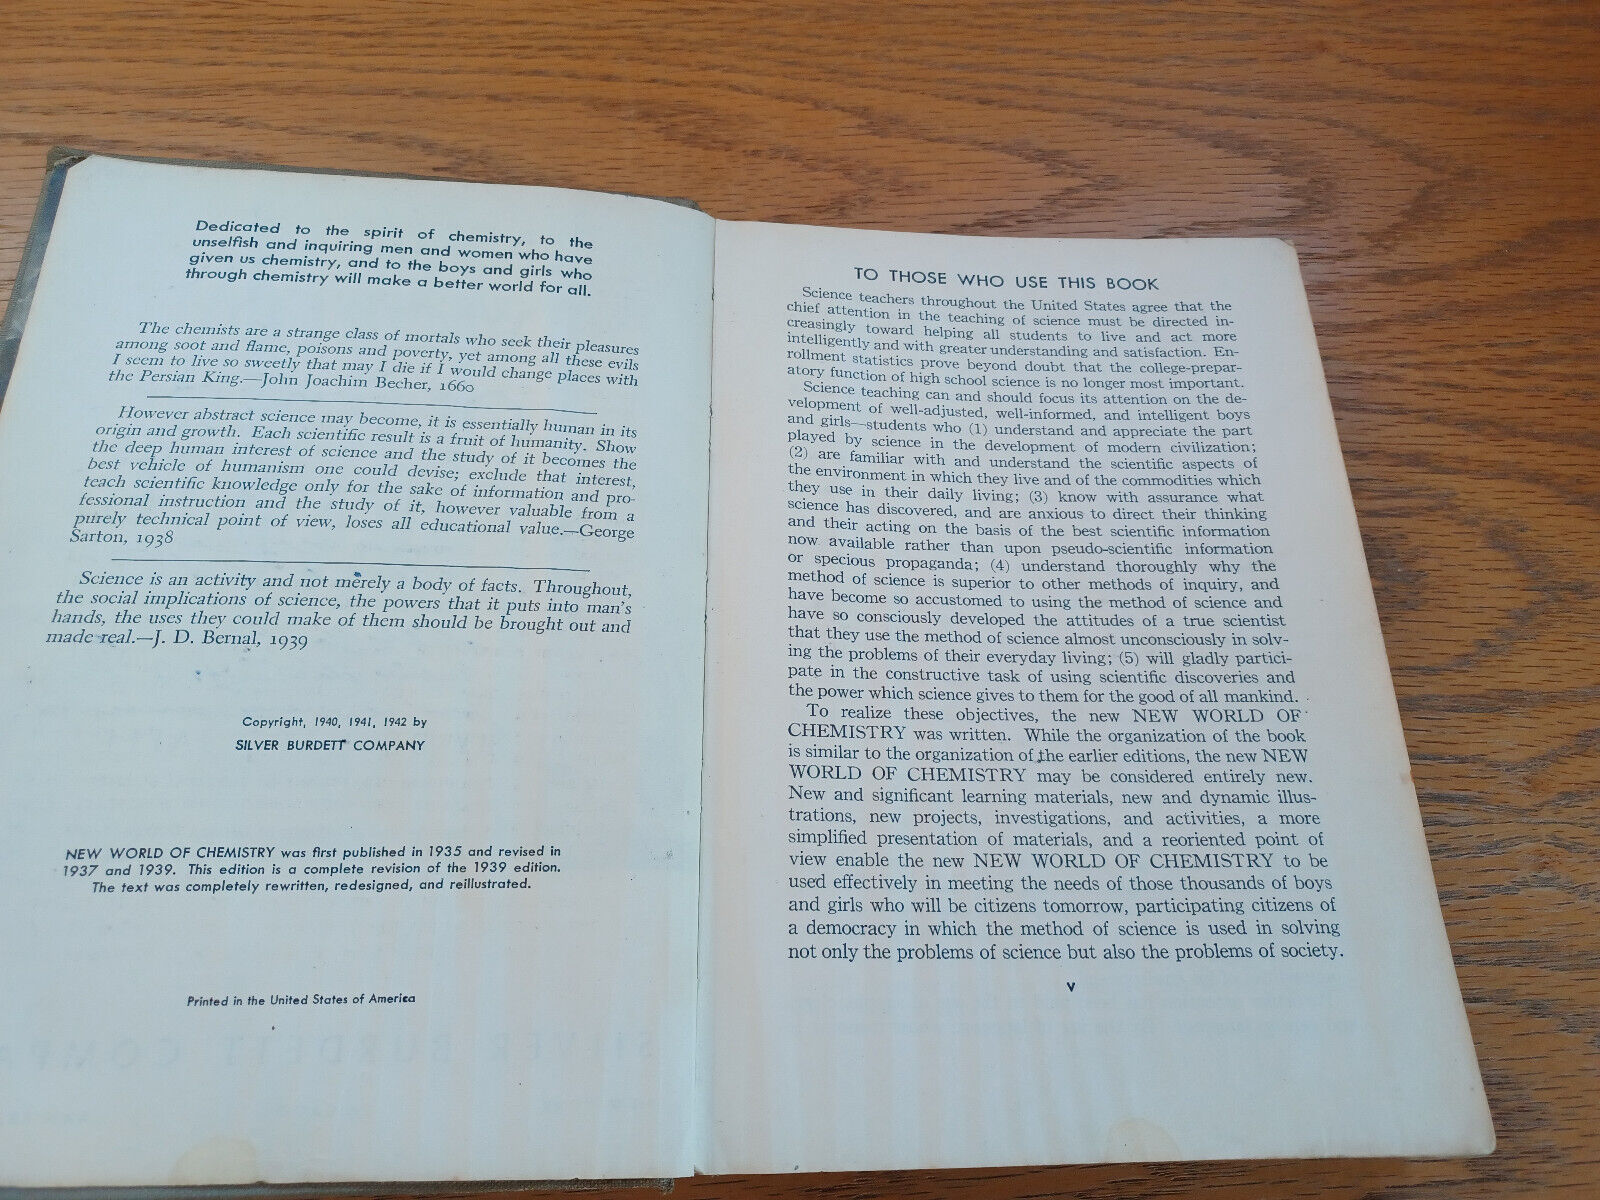 Dedicated to the spirit of chemistry, to the
unselfish and inquiring men and women who have
given us chemistry, and to the boys and girls who
through chemistry will make a better world for all.
The chemists are a strange class of mortals who seek their pleasures
among soot and flame, poisons and poverty, yet among all these evils
I seem to live so sweetly that may I die if I would change places with
the Persian King.—John Joachim Becher, 1660
However abstract science may become, it is essentially human in its
origin and growth. Each scientific result is a fruit of humanity. Show
the deep human interest of science and the study of it becomes the
best vehicle of humanism one could devise; exclude that interest,
teach scientific knowledge only for the sake of information and pro-
fessional instruction and the study of it, however valuable from a
purely technical point of view, loses all educational value.—George
Sarton, 1938
Science is an activity and not merely a body of facts. Throughout,
the social implications of science, the powers that it puts into man's
hands, the uses they could make of them should be brought out and
made real.—J. D. Bernal, 1939
Copyright, 1940, 1941, 1942 by
SILVER BURDETT COMPANY
NEW WORLD OF CHEMISTRY was first published in 1935 and revised in
1937 and 1939. This edition is a complete revision of the 1939 edition.
The text was completely rewritten, redesigned, and reillustrated.
Printed in the United States of America
TO THOSE WHO USE THIS BOOK
Science teachers throughout the United States agree that the
chief attention in the teaching of science must be directed in-
creasingly toward helping all students to live and act more
intelligently and with greater understanding and satisfaction. En-
rollment statistics prove beyond doubt that the college-prepar-
atory function of high school science is no longer most important.
Science teaching can and should focus its attention on the de-
velopment of well-adjusted, well-informed, and intelligent boys
and girls—students who (1) understand and appreciate the part
played by science in the development of modern civilization;
(2) are familiar with and understand the scientific aspects of
the environment in which they live and of the commodities which
they use in their daily living; (3) know with assurance what
science has discovered, and are anxious to direct their thinking
and their acting on the basis of the best scientific information
now available rather than upon pseudo-scientific information
or specious propaganda; (4) understand thoroughly why the
method of science is superior to other methods of inquiry, and
have become so accustomed to using the method of science and
have so consciously developed the attitudes of a true scientist
that they use the method of science almost unconsciously in solv-
ing the problems of their everyday living; (5) will gladly partici-
pate in the constructive task of using scientific discoveries and
the power which science gives to them for the good of all mankind.
To realize these objectives, the new NEW WORLD OF
CHEMISTRY was written. While the organization of the book
is similar to the organization of the earlier editions, the new NEW
WORLD OF CHEMISTRY may be considered entirely new.
New and significant learning materials, new and dynamic illus-
trations, new projects, investigations, and activities, a more
simplified presentation of materials, and a reoriented point of
view enable the new NEW WORLD OF CHEMISTRY to be
used effectively in meeting the needs of those thousands of boys
and girls who will be citizens tomorrow, participating citizens of
a democracy in which the method of science is used in solving
not only the problems of science but also the problems of society.
v